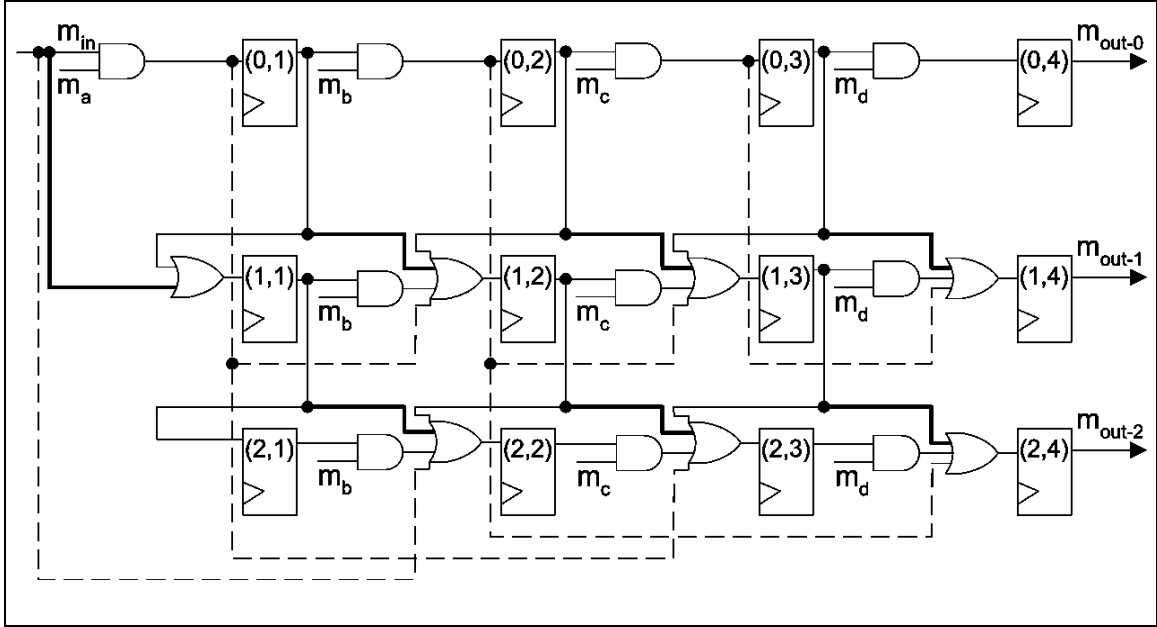 m_in (0,1) (0,2) (0,3) (0,4) m_out-0
m_a m_b m_c m_d
(1,1) (1,2) (1,3) (1,4) m_out-1
m_b m_c m_d
(2,1) (2,2) (2,3) (2,4) m_out-2
m_b m_c m_d